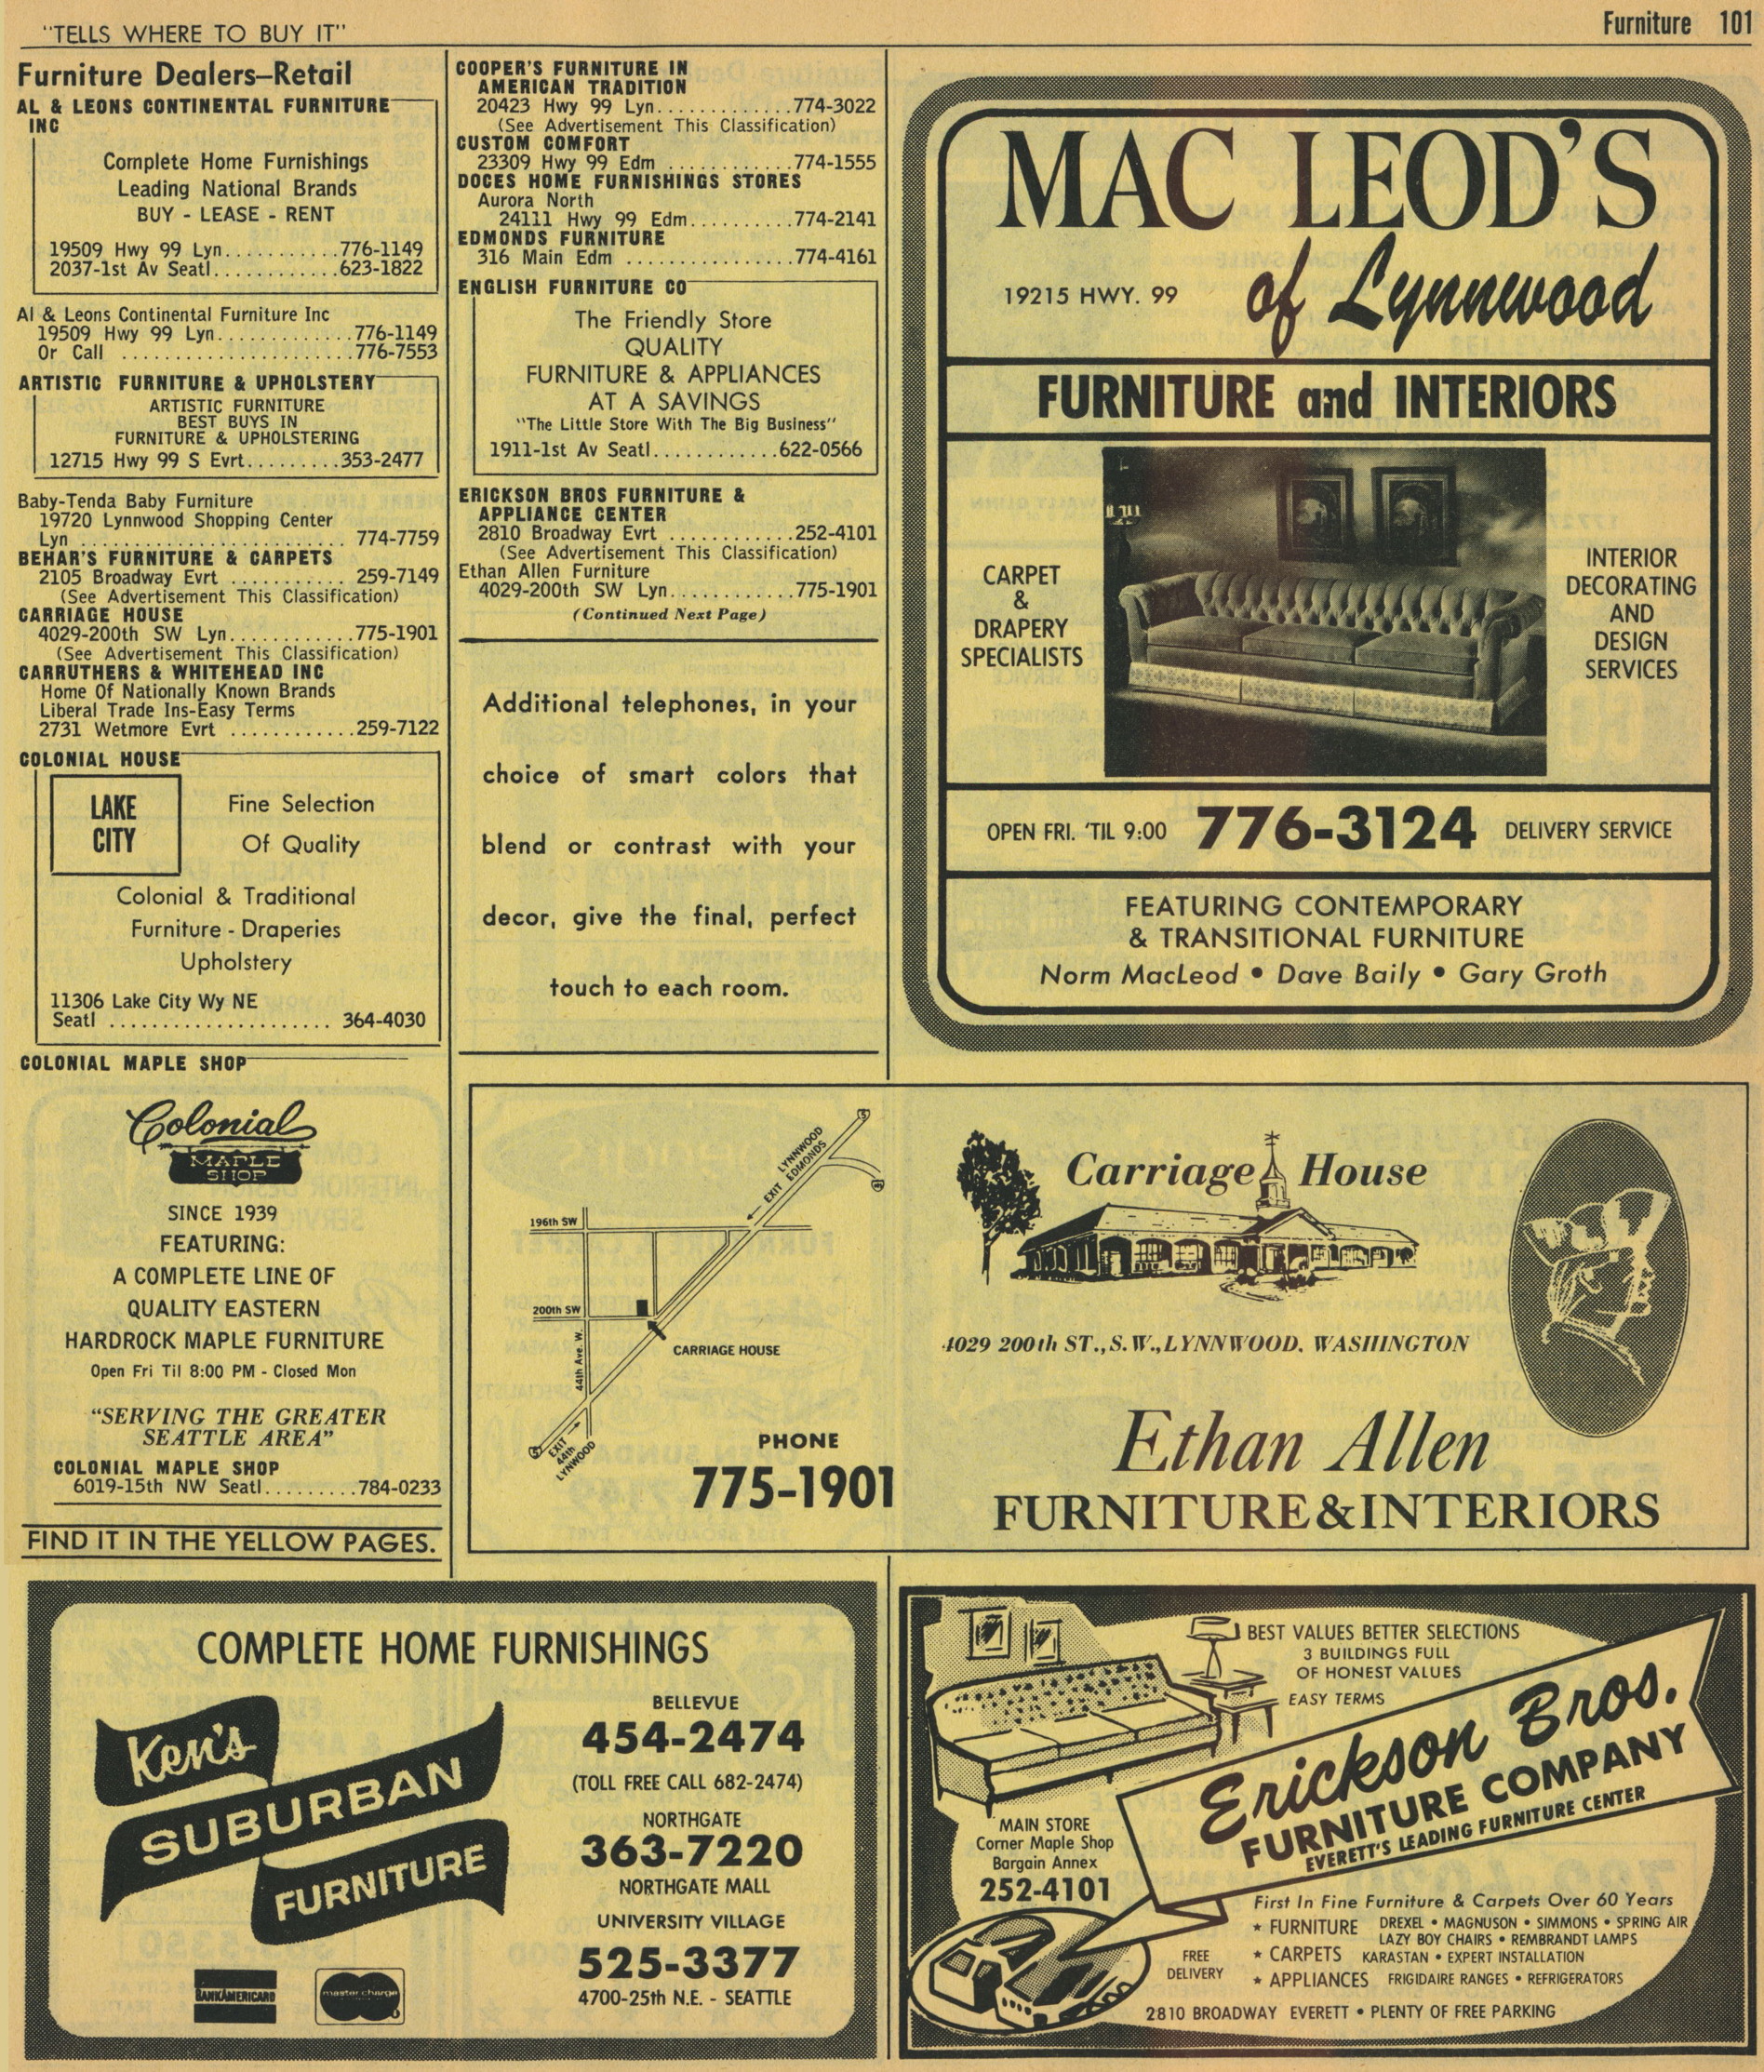 "TELLS WHERE TO BUY IT"
Furniture 101
Furniture Dealers—Retail
AL & LEONS CONTINENTAL FURNITURE
INC
Complete Home Furnishings
Leading National Brands
BUY - LEASE - RENT
19509 Hwy 99 Lyn...........776-1149
2037-1st Av Seatl............623-1822
Al & Leons Continental Furniture Inc
19509 Hwy 99 Lyn.............776-1149
Or Call ......................776-7553
ARTISTIC FURNITURE & UPHOLSTERY
ARTISTIC FURNITURE
BEST BUYS IN
FURNITURE & UPHOLSTERING
12715 Hwy 99 S Evrt.........353-2477
Baby-Tenda Baby Furniture
19720 Lynnwood Shopping Center
Lyn ......................... 774-7759
BEHAR'S FURNITURE & CARPETS
2105 Broadway Evrt ........... 259-7149
(See Advertisement This Classification)
CARRIAGE HOUSE
4029-200th SW Lyn............775-1901
(See Advertisement This Classification)
CARRUTHERS & WHITEHEAD INC
Home Of Nationally Known Brands
Liberal Trade Ins-Easy Terms
2731 Wetmore Evrt ............259-7122
COLONIAL HOUSE
LAKE
CITY
Fine Selection
Of Quality
Colonial & Traditional
Furniture - Draperies
Upholstery
11306 Lake City Wy NE
Seatl ...................... 364-4030
COLONIAL MAPLE SHOP
Colonial
MAPLE
SHOP
SINCE 1939
FEATURING:
A COMPLETE LINE OF
QUALITY EASTERN
HARDROCK MAPLE FURNITURE
Open Fri Til 8:00 PM - Closed Mon
"SERVING THE GREATER
SEATTLE AREA"
COLONIAL MAPLE SHOP
6019-15th NW Seatl.........784-0233
FIND IT IN THE YELLOW PAGES.
COOPER'S FURNITURE IN
AMERICAN TRADITION
20423 Hwy 99 Lyn.............774-3022
(See Advertisement This Classification)
CUSTOM COMFORT
23309 Hwy 99 Edm ............774-1555
DOCES HOME FURNISHINGS STORES
Aurora North
24111 Hwy 99 Edm..........774-2141
EDMONDS FURNITURE
316 Main Edm ................774-4161
ENGLISH FURNITURE CO
The Friendly Store
QUALITY
FURNITURE & APPLIANCES
AT A SAVINGS
"The Little Store With The Big Business"
1911-1st Av Seatl............622-0566
ERICKSON BROS FURNITURE &
APPLIANCE CENTER
2810 Broadway Evrt ............252-4101
(See Advertisement This Classification)
Ethan Allen Furniture
4029-200th SW Lyn............775-1901
(Continued Next Page)
Additional telephones, in your
choice of smart colors that
blend or contrast with your
decor, give the final, perfect
touch to each room.
MAC LEOD'S
of Lynnwood
19215 HWY. 99
FURNITURE and INTERIORS
CARPET
&
DRAPERY
SPECIALISTS
INTERIOR
DECORATING
AND
DESIGN
SERVICES
OPEN FRI. 'TIL 9:00 776-3124 DELIVERY SERVICE
FEATURING CONTEMPORARY
& TRANSITIONAL FURNITURE
Norm MacLeod • Dave Baily • Gary Groth
5
LYNNWOOD
EXIT EDMONDS
196th SW
200th SW
44th Ave. W.
CARRIAGE HOUSE
5
EXIT
44th
LYNWOOD
PHONE
775-1901
Carriage House
4029 200th ST.,S.W.,LYNNWOOD, WASHINGTON
Ethan Allen
FURNITURE&INTERIORS
COMPLETE HOME FURNISHINGS
Ken's
SUBURBAN
FURNITURE
BANKAMERICARD
master charge
BELLEVUE
454-2474
(TOLL FREE CALL 682-2474)
NORTHGATE
363-7220
NORTHGATE MALL
UNIVERSITY VILLAGE
525-3377
4700-25th N.E. - SEATTLE
BEST VALUES BETTER SELECTIONS
3 BUILDINGS FULL
OF HONEST VALUES
EASY TERMS
Erickson Bros.
FURNITURE COMPANY
EVERETT'S LEADING FURNITURE CENTER
MAIN STORE
Corner Maple Shop
Bargain Annex
252-4101
First In Fine Furniture & Carpets Over 60 Years
★ FURNITURE DREXEL • MAGNUSON • SIMMONS • SPRING AIR
LAZY BOY CHAIRS • REMBRANDT LAMPS
★ CARPETS KARASTAN • EXPERT INSTALLATION
★ APPLIANCES FRIGIDAIRE RANGES • REFRIGERATORS
FREE
DELIVERY
2810 BROADWAY EVERETT • PLENTY OF FREE PARKING